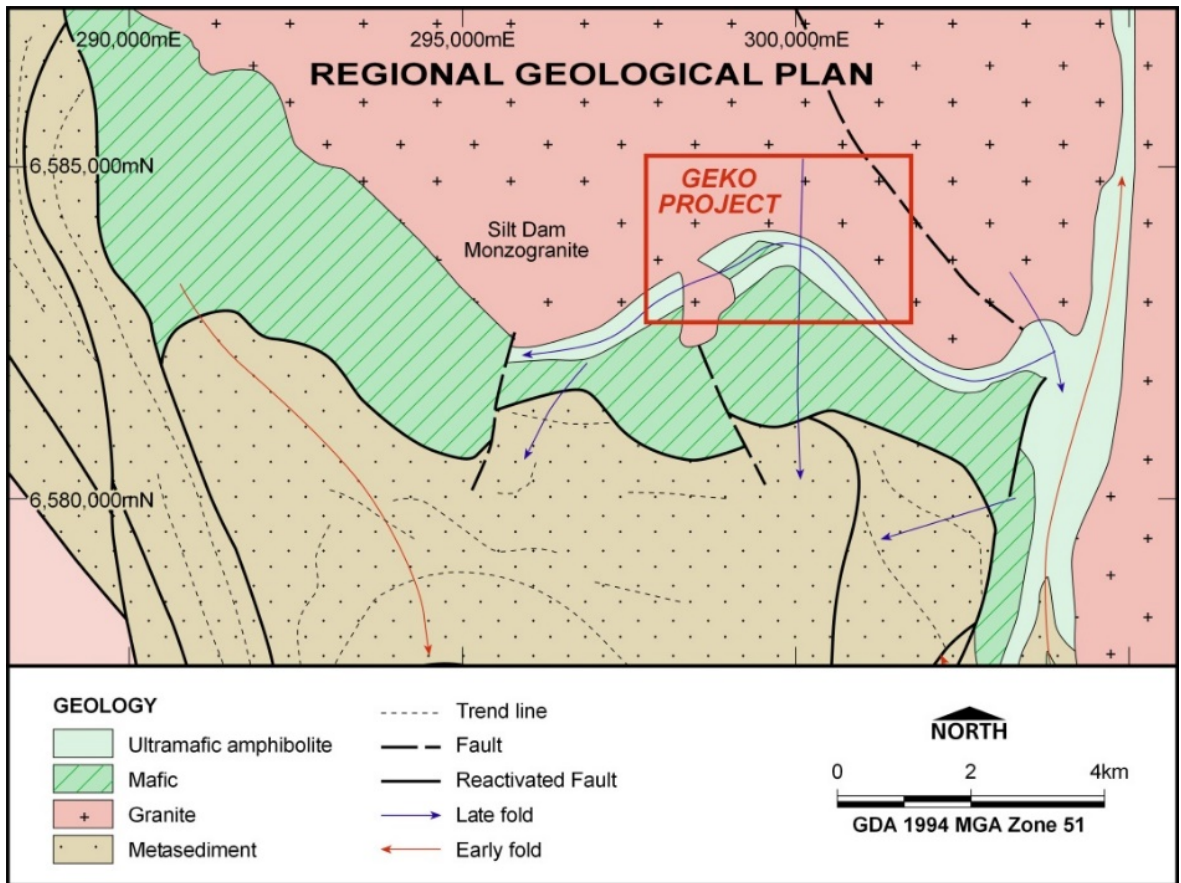 290,000mE
295,000mE
300,000mE
REGIONAL GEOLOGICAL PLAN
6,585,000mN
GEKO
PROJECT
Silt Dam
Monzogranite
6,580,000mN
GEOLOGY
Ultramafic amphibolite
Mafic
Granite
Metasediment
Trend line
Fault
Reactivated Fault
Late fold
Early fold
NORTH
0 2 4km
GDA 1994 MGA Zone 51